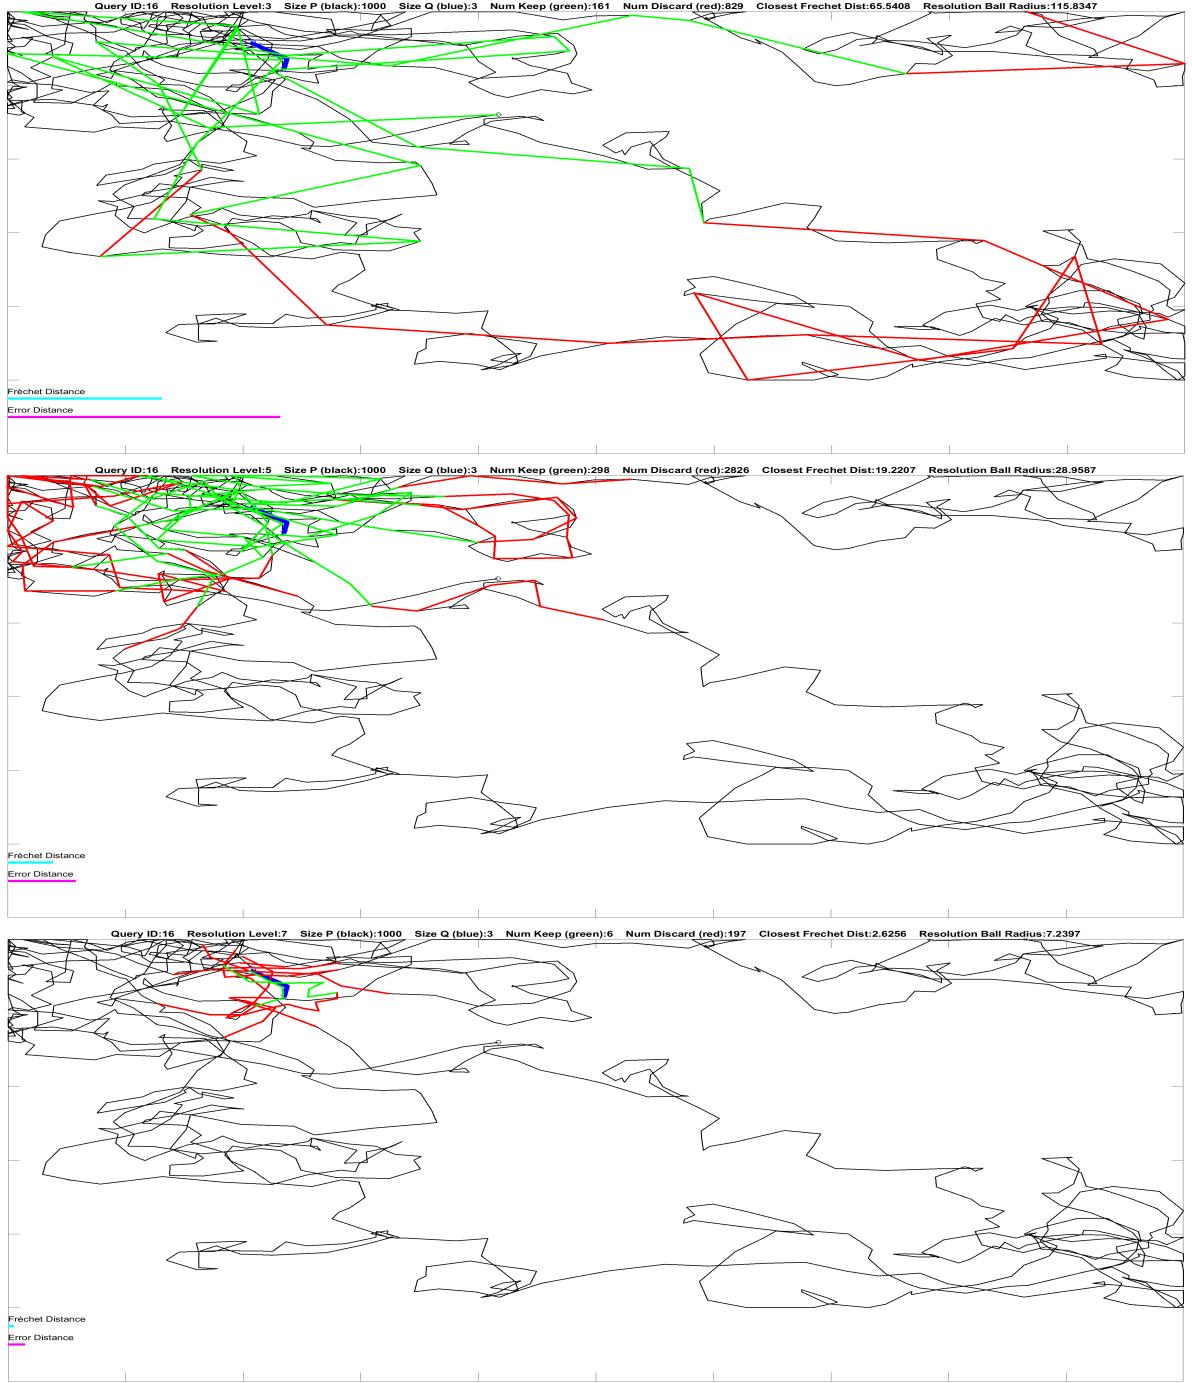 Query ID:16 Resolution Level:3 Size P (black):1000 Size Q (blue):3 Num Keep (green):161 Num Discard (red):829 Closest Frechet Dist:65.5408 Resolution Ball Radius:115.8347
Fréchet Distance
Error Distance
Query ID:16 Resolution Level:5 Size P (black):1000 Size Q (blue):3 Num Keep (green):298 Num Discard (red):2826 Closest Frechet Dist:19.2207 Resolution Ball Radius:28.9587
Fréchet Distance
Error Distance
Query ID:16 Resolution Level:7 Size P (black):1000 Size Q (blue):3 Num Keep (green):6 Num Discard (red):197 Closest Frechet Dist:2.6256 Resolution Ball Radius:7.2397
Fréchet Distance
Error Distance